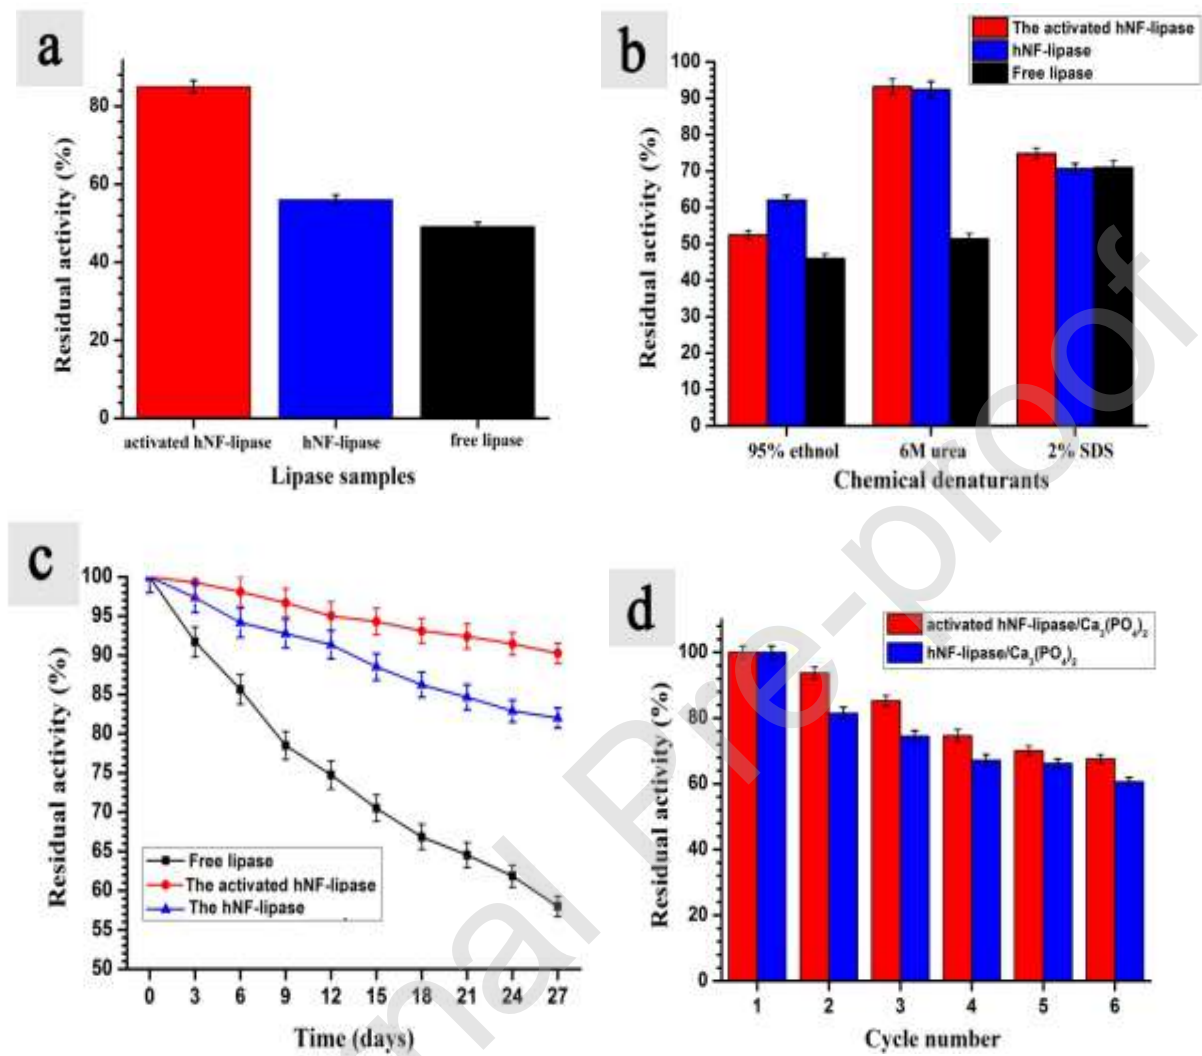 a
Residual activity (%)
80
60
40
20
0
activated hNF-lipase hNF-lipase free lipase
Lipase samples
b
The activated hNF-lipase
hNF-lipase
Free lipase
Residual activity (%)
100
90
80
70
60
50
40
30
20
10
0
95% ethnol 6M urea 2% SDS
Chemical denaturants
c
Residual activity (%)
100
95
90
85
80
75
70
65
60
55
50
Free lipase
The activated hNF-lipase
The hNF-lipase
0 3 6 9 12 15 18 21 24 27
Time (days)
d
activated hNF-lipase/Ca₃(PO₄)₂
hNF-lipase/Ca₃(PO₄)₂
Residual activity (%)
100
80
60
40
20
0
1 2 3 4 5 6
Cycle number
nal Pre-proof